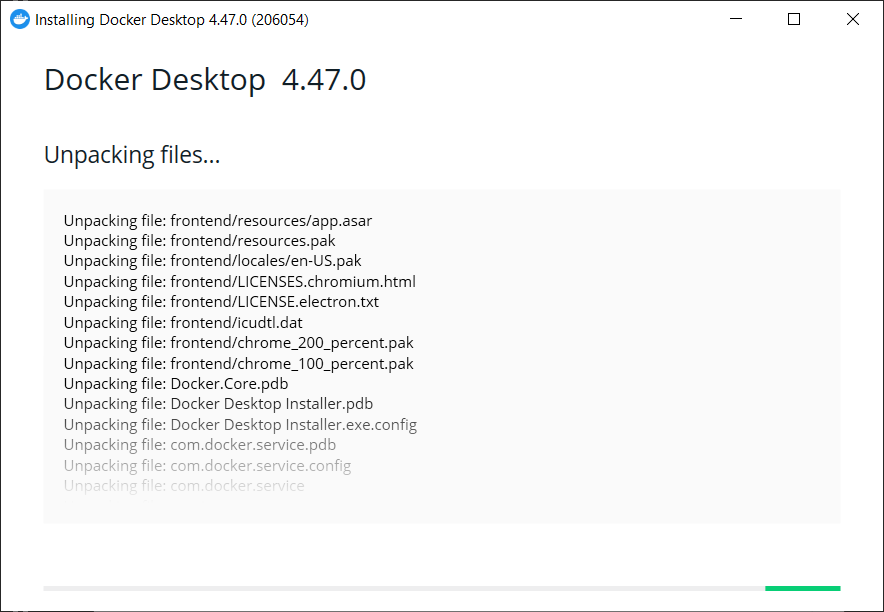 Installing Docker Desktop 4.47.0 (206054)
Docker Desktop 4.47.0
Unpacking files...
Unpacking file: frontend/resources/app.asar
Unpacking file: frontend/resources.pak
Unpacking file: frontend/locales/en-US.pak
Unpacking file: frontend/LICENSES.chromium.html
Unpacking file: frontend/LICENSE.electron.txt
Unpacking file: frontend/icudtl.dat
Unpacking file: frontend/chrome_200_percent.pak
Unpacking file: frontend/chrome_100_percent.pak
Unpacking file: Docker.Core.pdb
Unpacking file: Docker Desktop Installer.pdb
Unpacking file: Docker Desktop Installer.exe.config
Unpacking file: com.docker.service.pdb
Unpacking file: com.docker.service.config
Unpacking file: com.docker.service